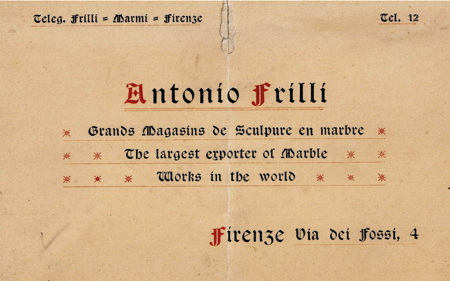 Teleg. Frilli = Marmi = Firenze
Tel. 12
Antonio Frilli
Grands Magasins de Sculpure en marbre
The largest exporter of Marble
Works in the world
Firenze Via dei Fossi, 4